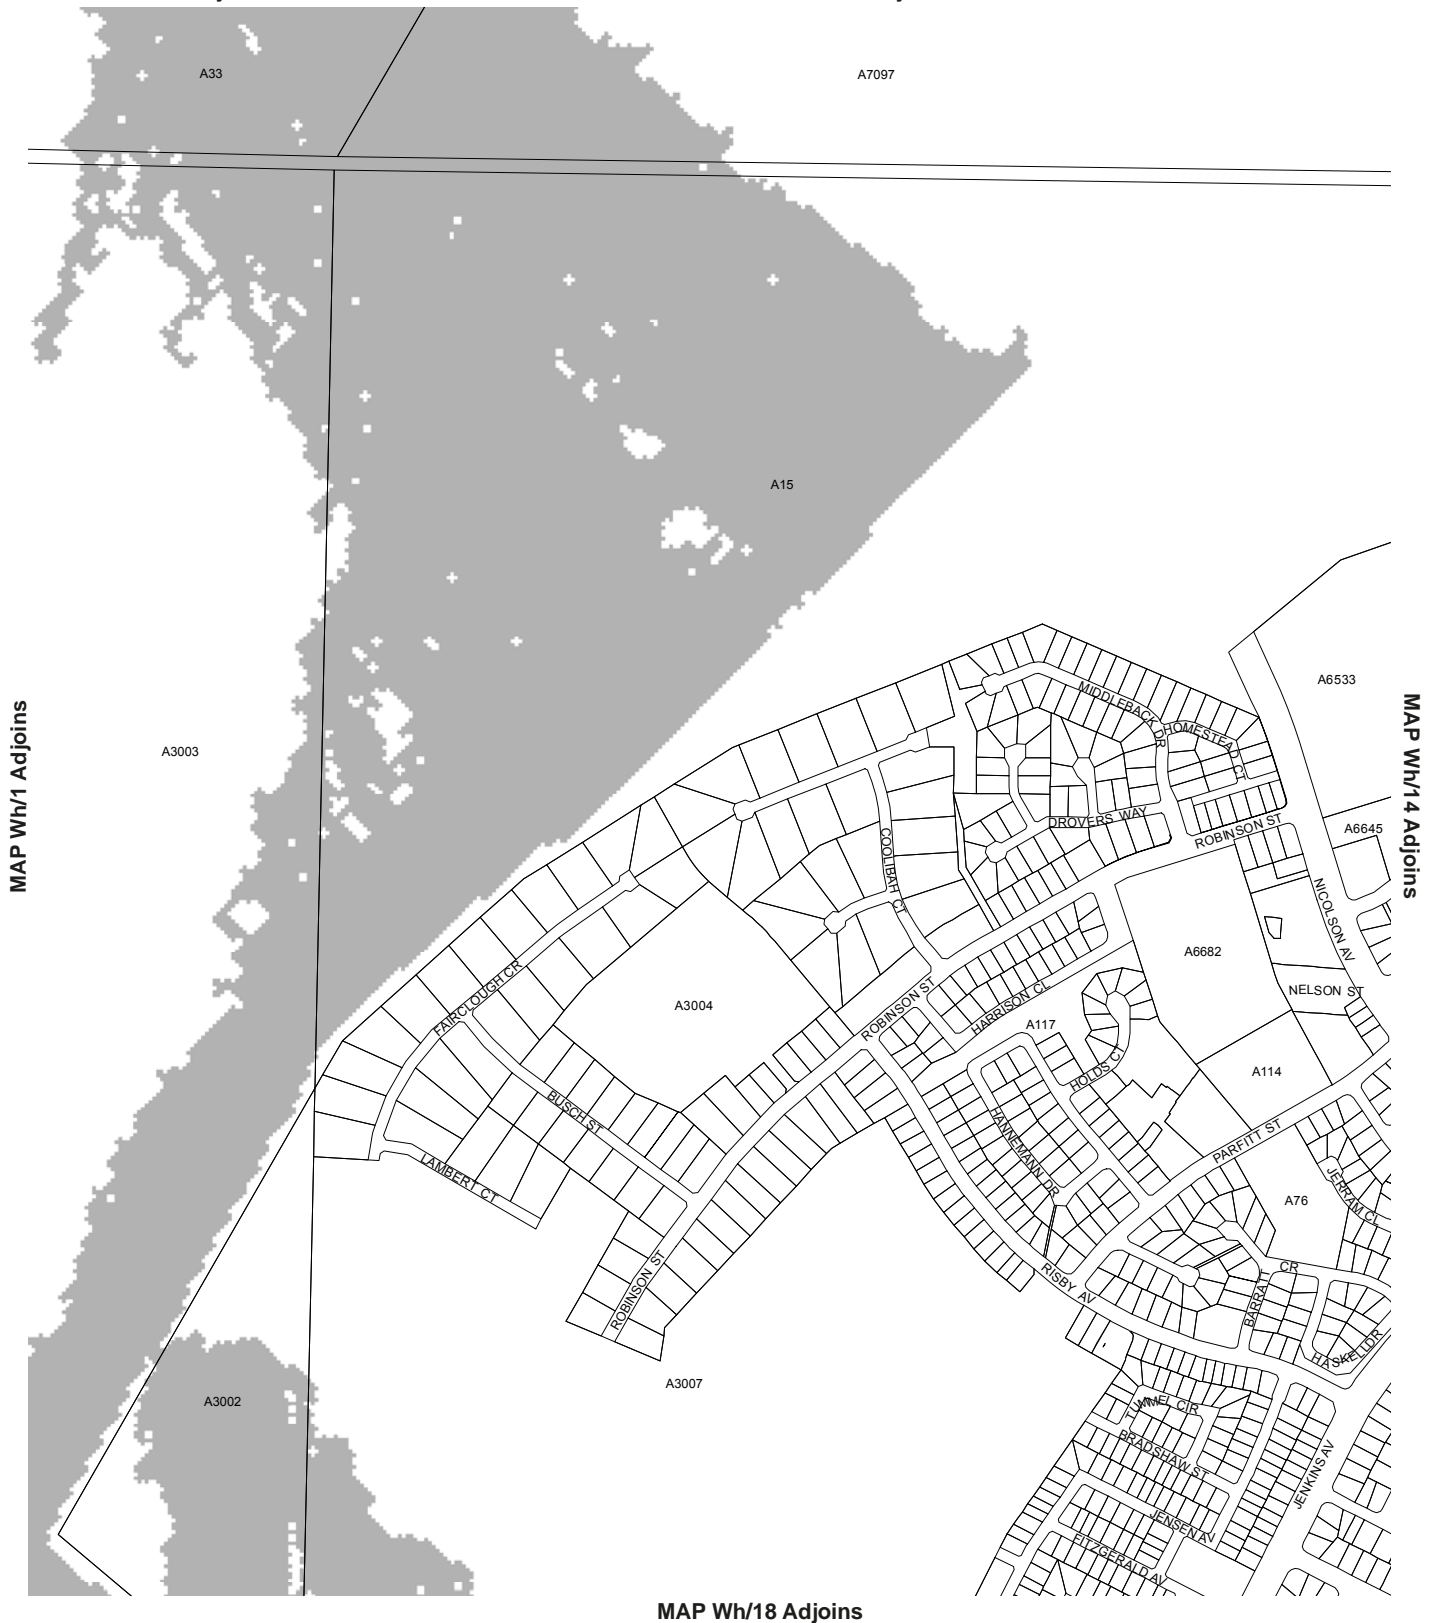 A33
A7097
A15
A6533
MIDDLEBACK DR
HOMESTEAD CT
MAP Wh/1 Adjoins
A3003
MAP Wh/14 Adjoins
DROVERS WAY
ROBINSON ST
A6645
COOLIBAH CT
NICOLSON AV
A6682
FAIRCLOUGH CR
NELSON ST
A3004
ROBINSON ST
HARRISON CL
A117
HOLDS CT
A114
BUSCH ST
HANNEMANN DR
PARFITT ST
LAMBERT CT
JERRAM CL
A76
ROBINSON ST
RISBY AV
BARRATT CR
HASKELL DR
A3007
A3002
TUMMEL CIR
BRADSHAW ST
JENKINS AV
JENSEN AV
FITZGERALD AV
MAP Wh/18 Adjoins